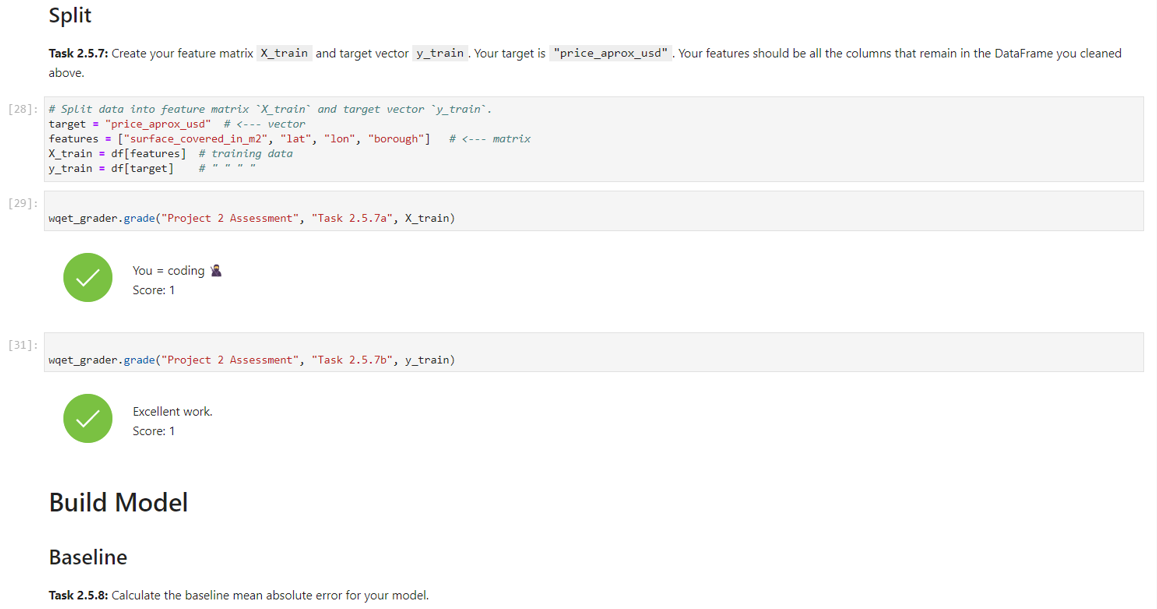 Split
Task 2.5.7: Create your feature matrix X_train and target vector y_train. Your target is "price_aprox_usd". Your features should be all the columns that remain in the DataFrame you cleaned
above.
[28]:
# Split data into feature matrix `X_train` and target vector `y_train`.
target = "price_aprox_usd"  # <--- vector
features = ["surface_covered_in_m2", "lat", "lon", "borough"]   # <--- matrix
X_train = df[features]  # training data
y_train = df[target]    # " " " "
[29]:
wqet_grader.grade("Project 2 Assessment", "Task 2.5.7a", X_train)
You = coding 🥷
Score: 1
[31]:
wqet_grader.grade("Project 2 Assessment", "Task 2.5.7b", y_train)
Excellent work.
Score: 1
Build Model
Baseline
Task 2.5.8: Calculate the baseline mean absolute error for your model.